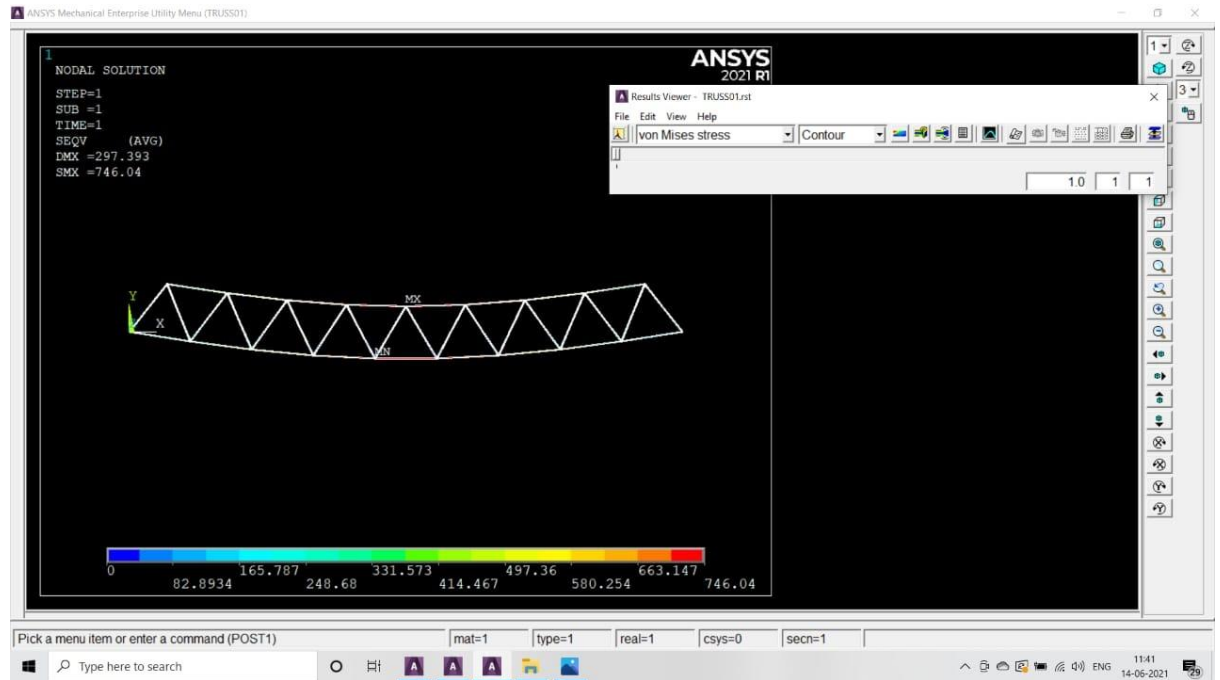 ANSYS Mechanical Enterprise Utility Menu (TRUSS01)
1
NODAL SOLUTION
STEP=1
SUB =1
TIME=1
SEQV (AVG)
DMX =297.393
SMX =746.04
ANSYS
2021 R1
Results Viewer - TRUSS01.rst
File Edit View Help
von Mises stress Contour
1.0 1 1
1
3
Y
X
MX
MN
0 165.787 331.573 497.36 663.147
82.8934 248.68 414.467 580.254 746.04
Pick a menu item or enter a command (POST1) mat=1 type=1 real=1 csys=0 secn=1
Type here to search
ENG
11:41
14-06-2021
29